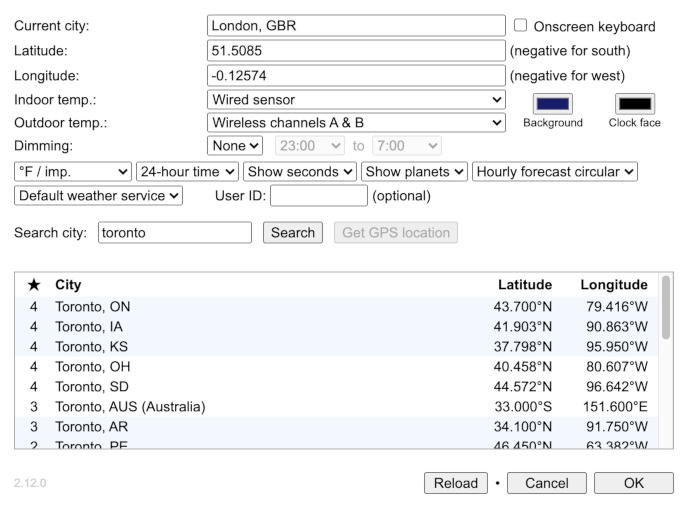 Current city: London, GBR Onscreen keyboard
Latitude: 51.5085 (negative for south)
Longitude: -0.12574 (negative for west)
Indoor temp.: Wired sensor
Outdoor temp.: Wireless channels A & B Background Clock face
Dimming: None 23:00 to 7:00
°F / imp. 24-hour time Show seconds Show planets Hourly forecast circular
Default weather service User ID: (optional)
Search city: toronto Search Get GPS location
★ City Latitude Longitude
4 Toronto, ON 43.700°N 79.416°W
4 Toronto, IA 41.903°N 90.863°W
4 Toronto, KS 37.798°N 95.950°W
4 Toronto, OH 40.458°N 80.607°W
4 Toronto, SD 44.572°N 96.642°W
3 Toronto, AUS (Australia) 33.000°S 151.600°E
3 Toronto, AR 34.100°N 91.750°W
2 Toronto, PE 46.450°N 63.382°W
2.12.0 Reload • Cancel OK